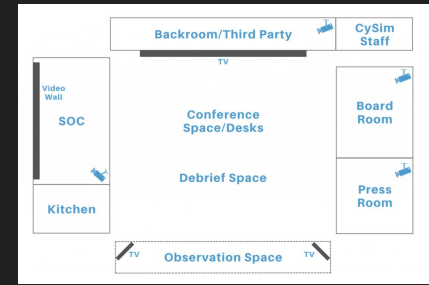 Backroom/Third Party
CySim
Staff
TV
Video
Wall
SOC
Conference
Space/Desks
Board
Room
Debrief Space
Press
Room
Kitchen
TV
Observation Space
TV